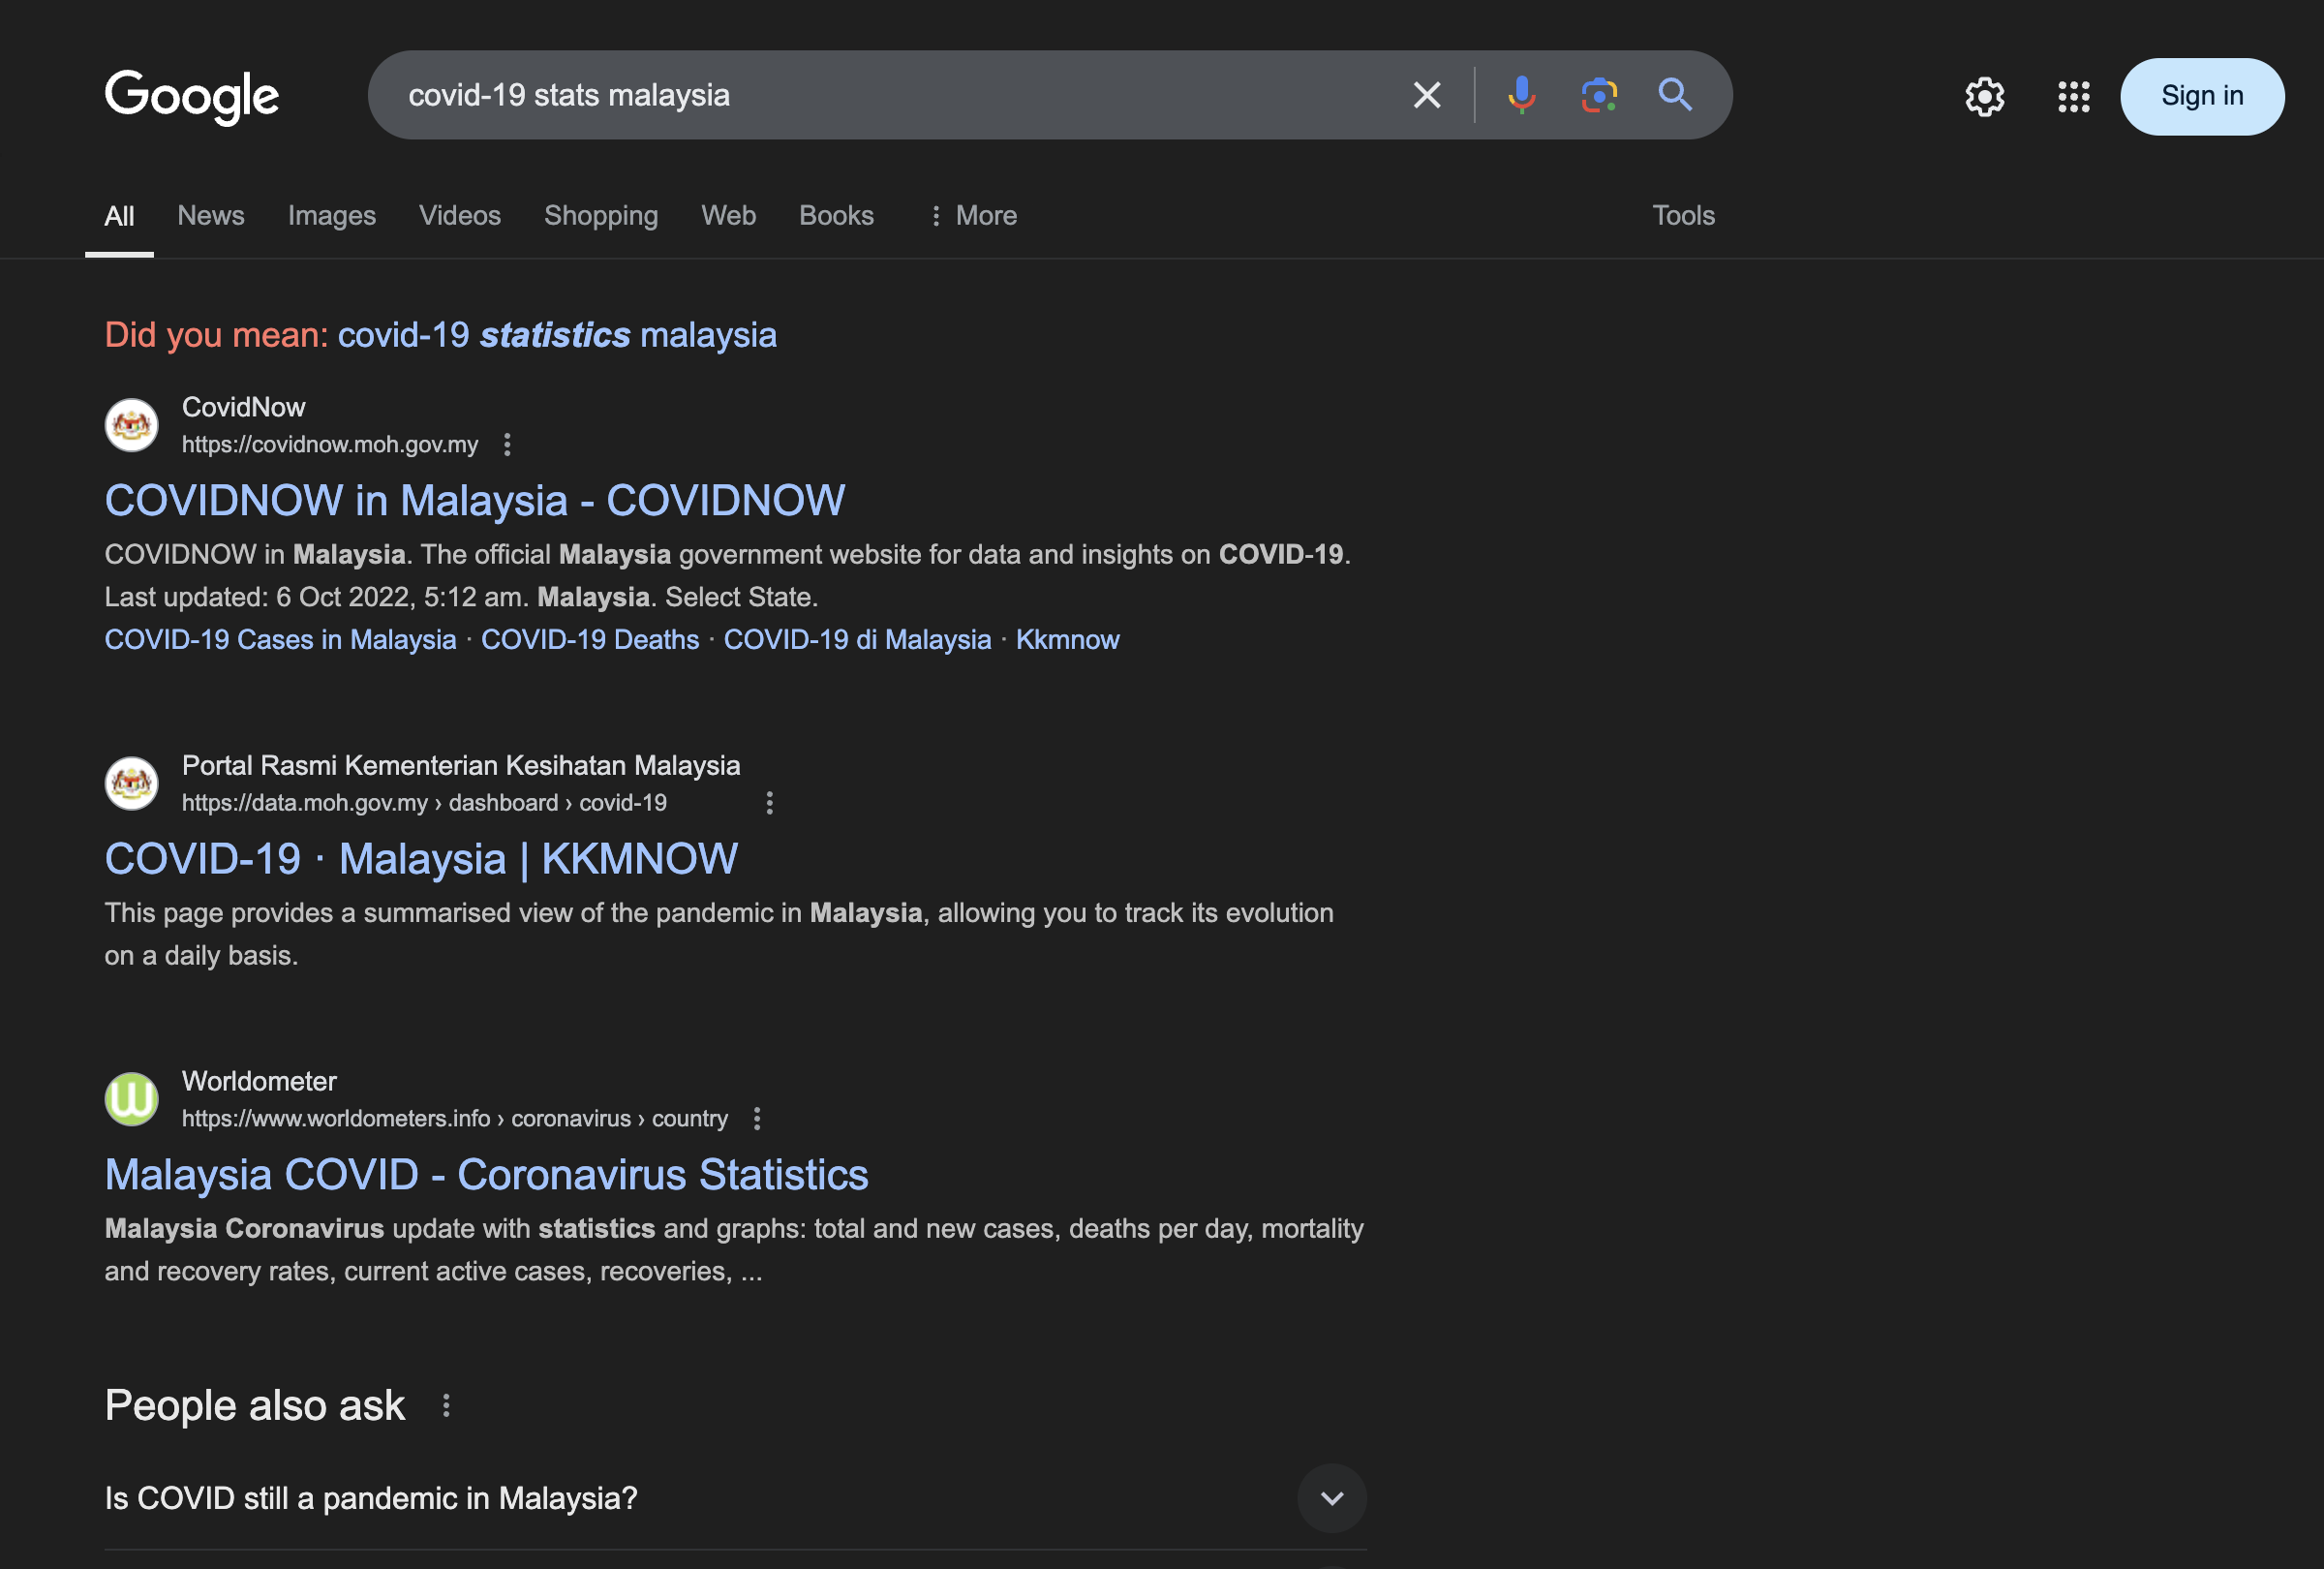 Google
covid-19 stats malaysia
Sign in
All News Images Videos Shopping Web Books More Tools
Did you mean: covid-19 statistics malaysia
CovidNow
https://covidnow.moh.gov.my
COVIDNOW in Malaysia - COVIDNOW
COVIDNOW in Malaysia. The official Malaysia government website for data and insights on COVID-19.
Last updated: 6 Oct 2022, 5:12 am. Malaysia. Select State.
COVID-19 Cases in Malaysia · COVID-19 Deaths · COVID-19 di Malaysia · Kkmnow
Portal Rasmi Kementerian Kesihatan Malaysia
https://data.moh.gov.my › dashboard › covid-19
COVID-19 · Malaysia | KKMNOW
This page provides a summarised view of the pandemic in Malaysia, allowing you to track its evolution
on a daily basis.
W
Worldometer
https://www.worldometers.info › coronavirus › country
Malaysia COVID - Coronavirus Statistics
Malaysia Coronavirus update with statistics and graphs: total and new cases, deaths per day, mortality
and recovery rates, current active cases, recoveries, ...
People also ask
Is COVID still a pandemic in Malaysia?